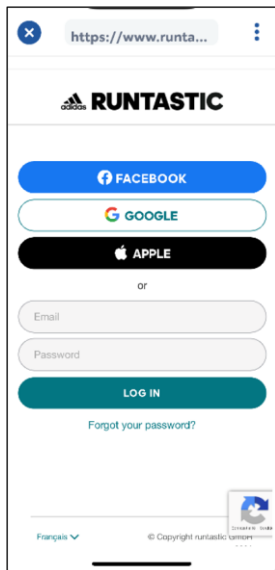 https://www.runta...
adidas RUNTASTIC
FACEBOOK
GOOGLE
APPLE
or
Email
Password
LOG IN
Forgot your password?
Français
© Copyright runtastic GmbH